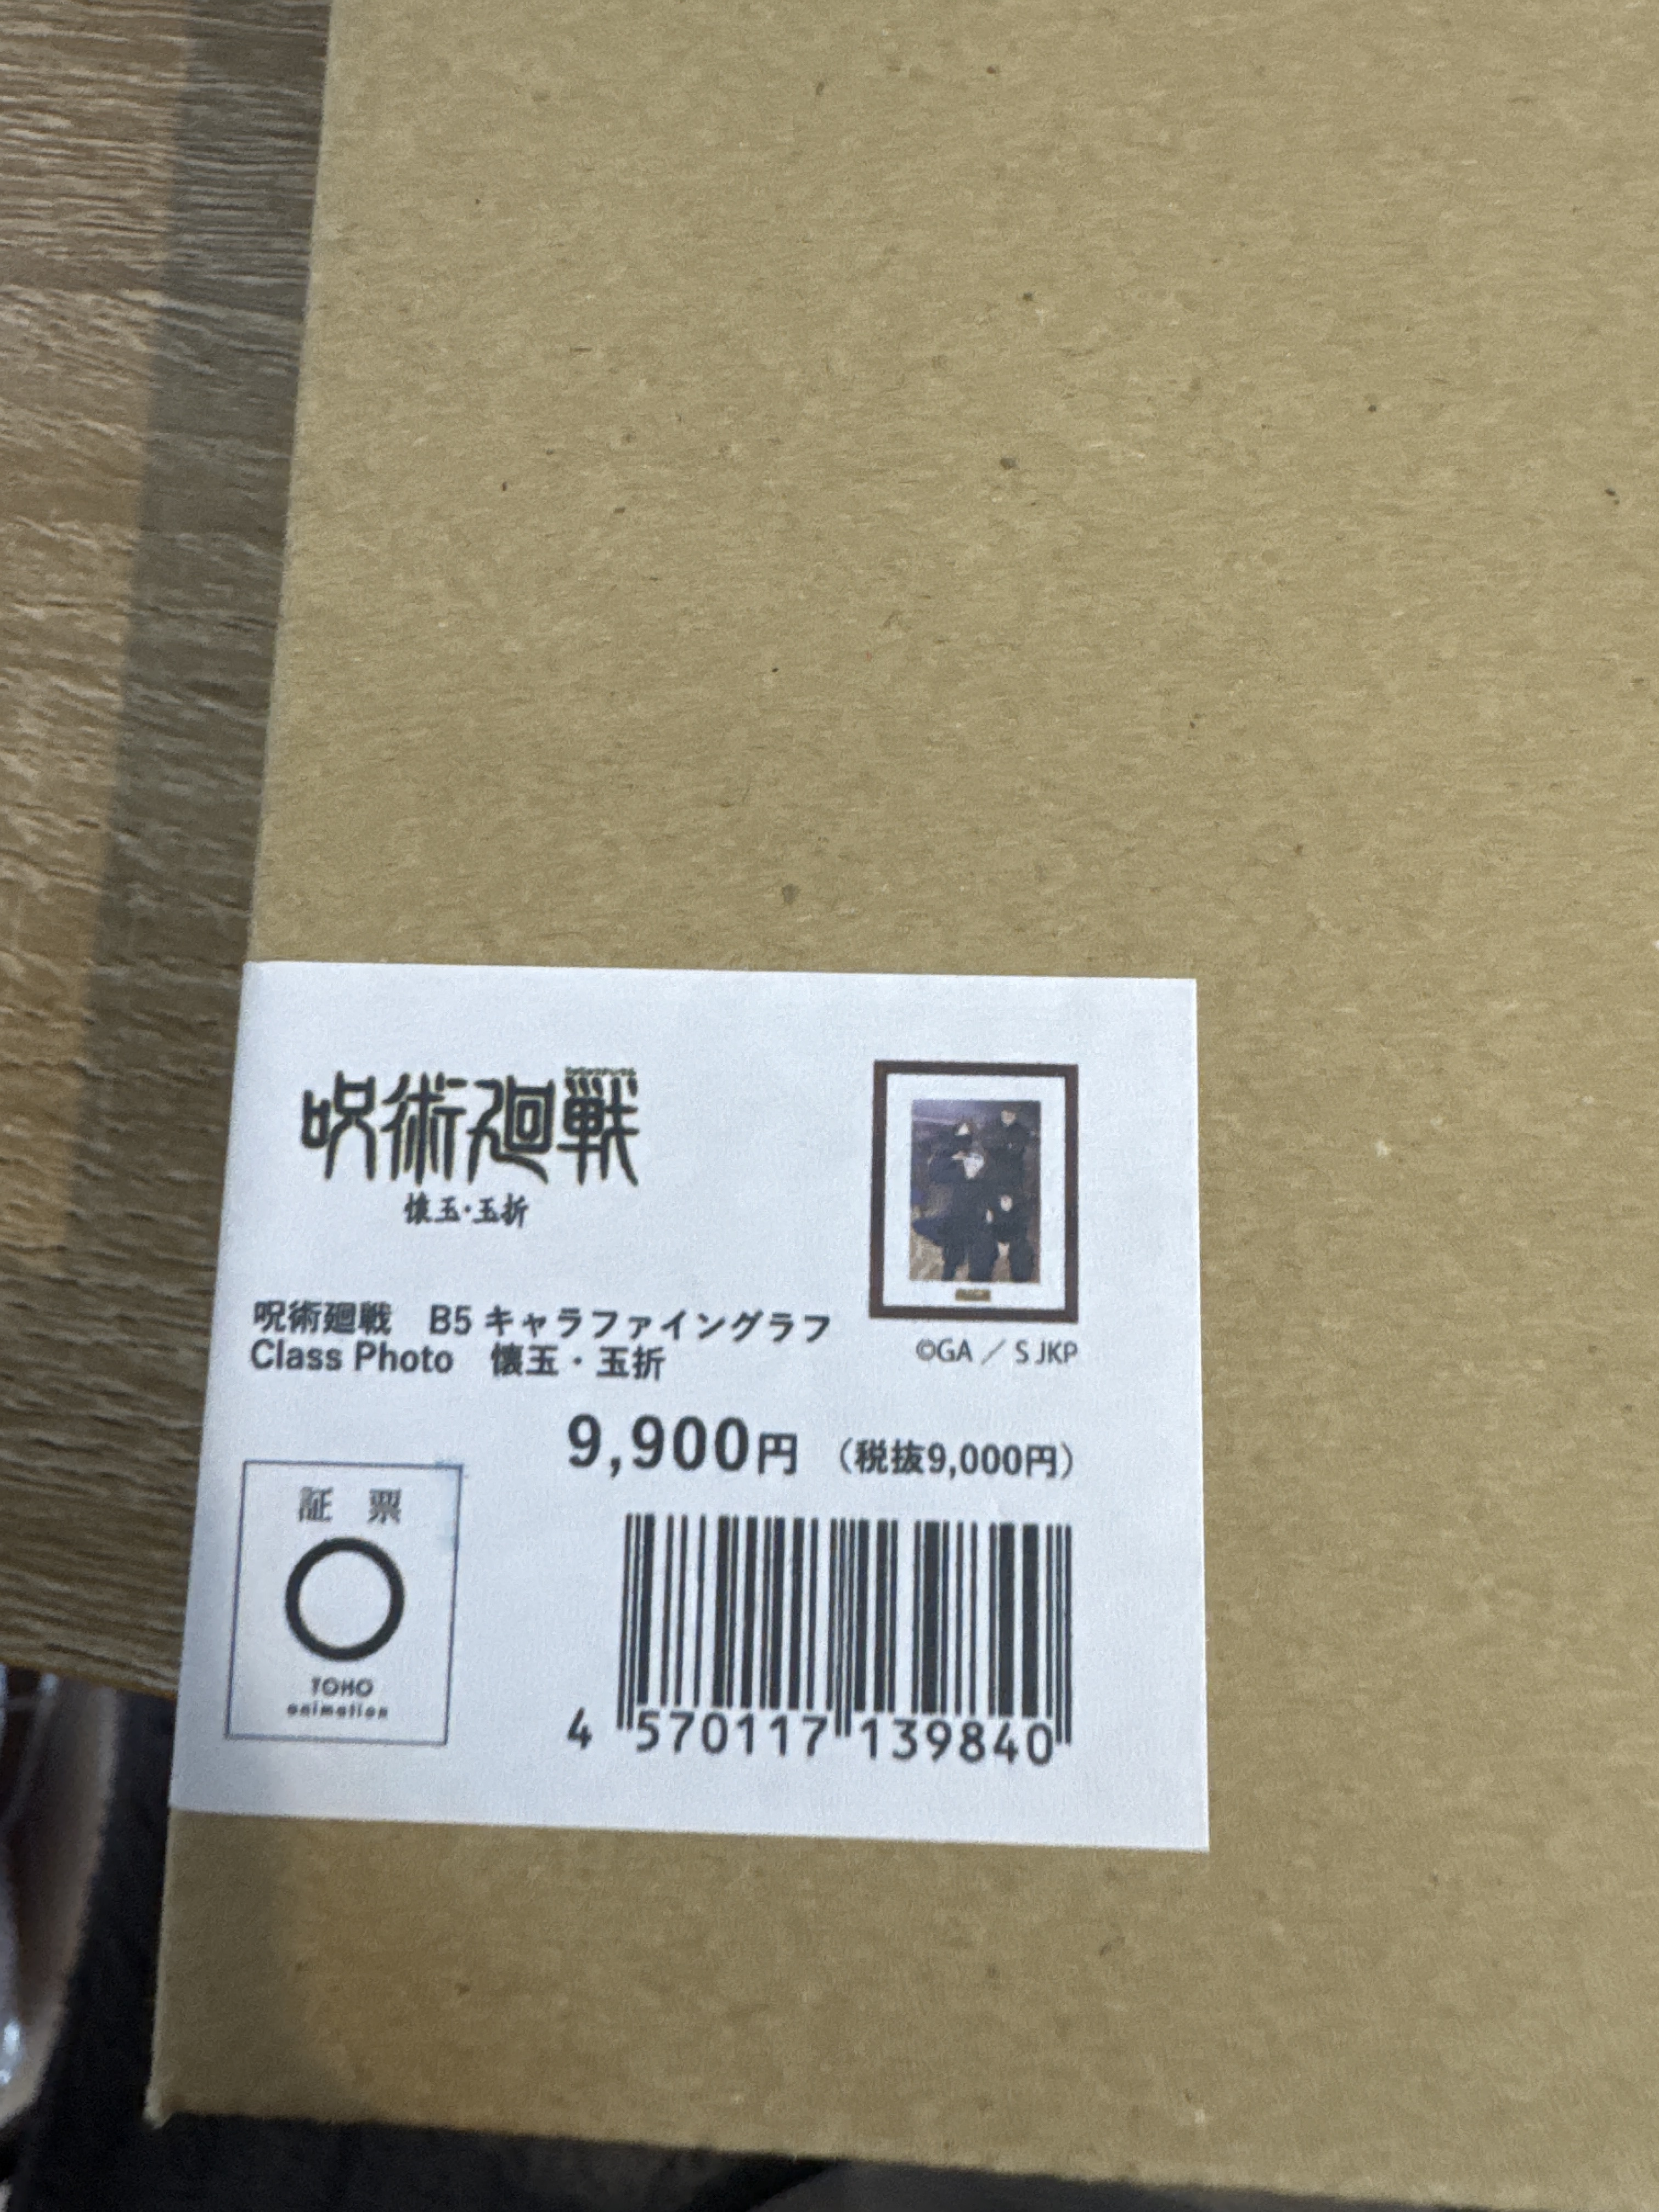 呪術廻戦
懐玉・玉折
呪術廻戦 B5 キャラファイングラフ
Class Photo 懐玉・玉折
©GA／S JKP
9,900円 （税抜9,000円）
証 票
TOHO
animation
4 570117 139840